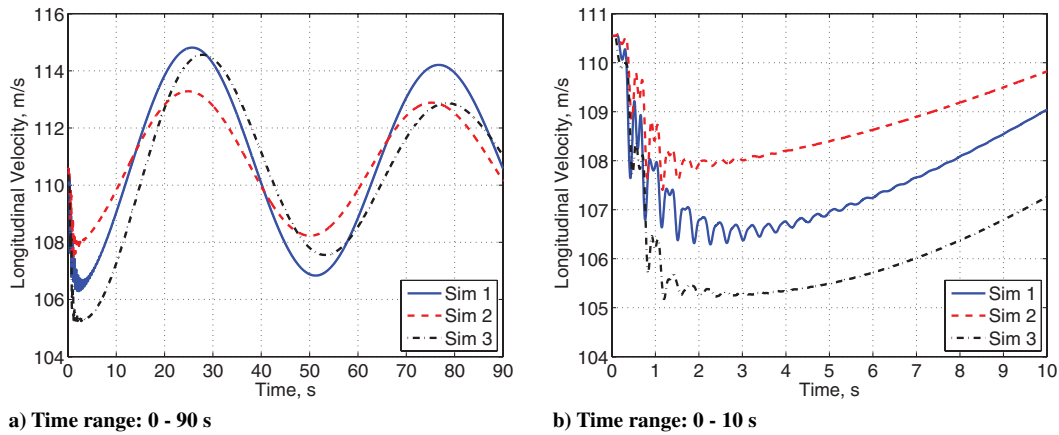 116
114
112
110
108
106
104
Longitudinal Velocity, m/s
0 10 20 30 40 50 60 70 80 90
Time, s
Sim 1
Sim 2
Sim 3
a) Time range: 0 - 90 s
111
110
109
108
107
106
105
104
Longitudinal Velocity, m/s
0 1 2 3 4 5 6 7 8 9 10
Time, s
Sim 1
Sim 2
Sim 3
b) Time range: 0 - 10 s